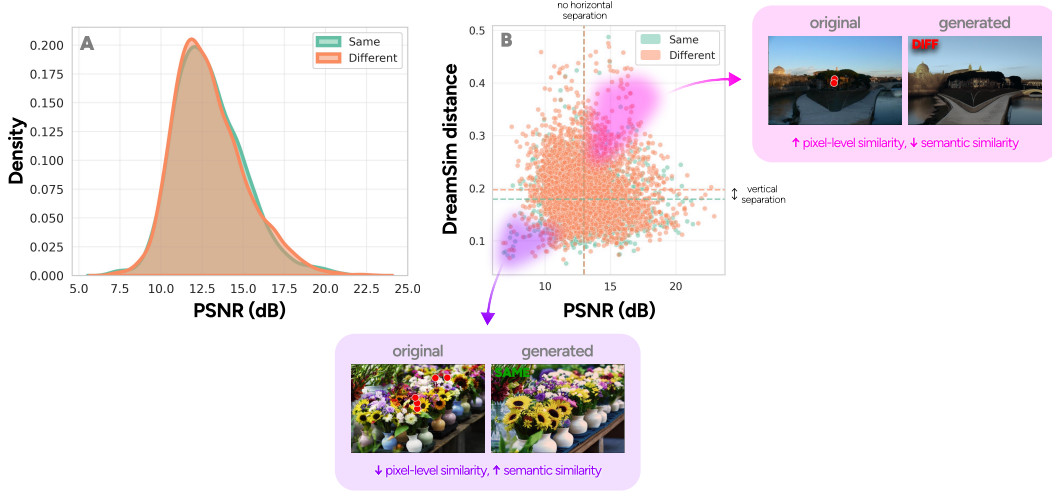 A
Same
Different
0.200
0.175
0.150
0.125
0.100
0.075
0.050
0.025
0.000
Density
5.0 7.5 10.0 12.5 15.0 17.5 20.0 22.5 25.0
PSNR (dB)
no horizontal
separation
B
Same
Different
0.5
0.4
0.3
0.2
0.1
DreamSim distance
10 15 20
PSNR (dB)
vertical
separation
original generated
DIFF
↑ pixel-level similarity, ↓ semantic similarity
original generated
SAME
↓ pixel-level similarity, ↑ semantic similarity